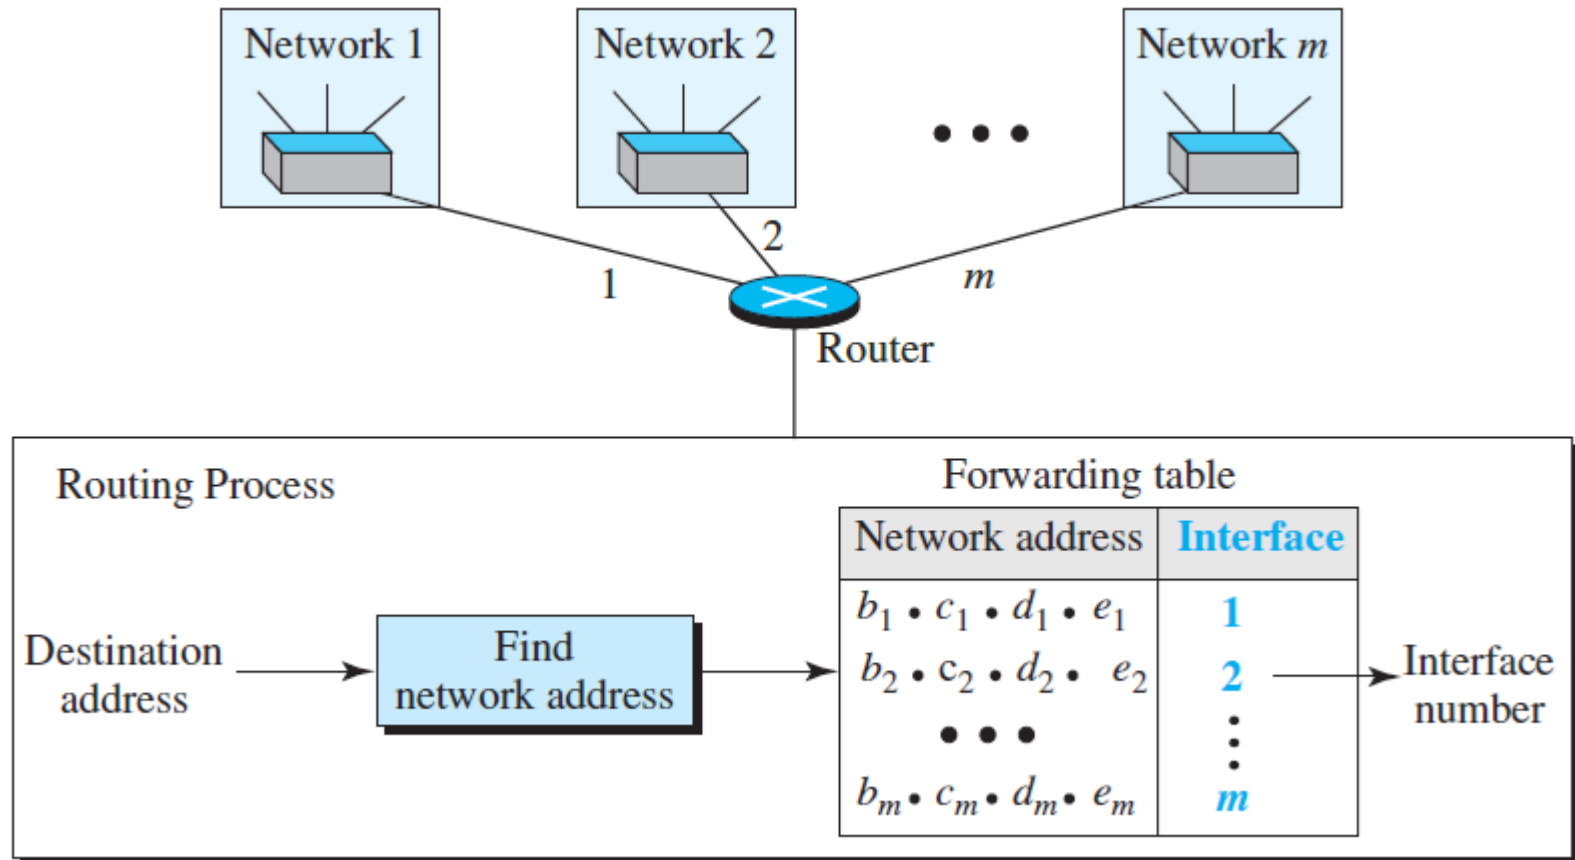 Network 1
Network 2
Network m
1
2
m
Router
Routing Process
Forwarding table
Network address Interface
b₁ • c₁ • d₁ • e₁ 1
b₂ • c₂ • d₂ • e₂ 2
bₘ • cₘ • dₘ • eₘ m
Destination
address
Find
network address
Interface
number